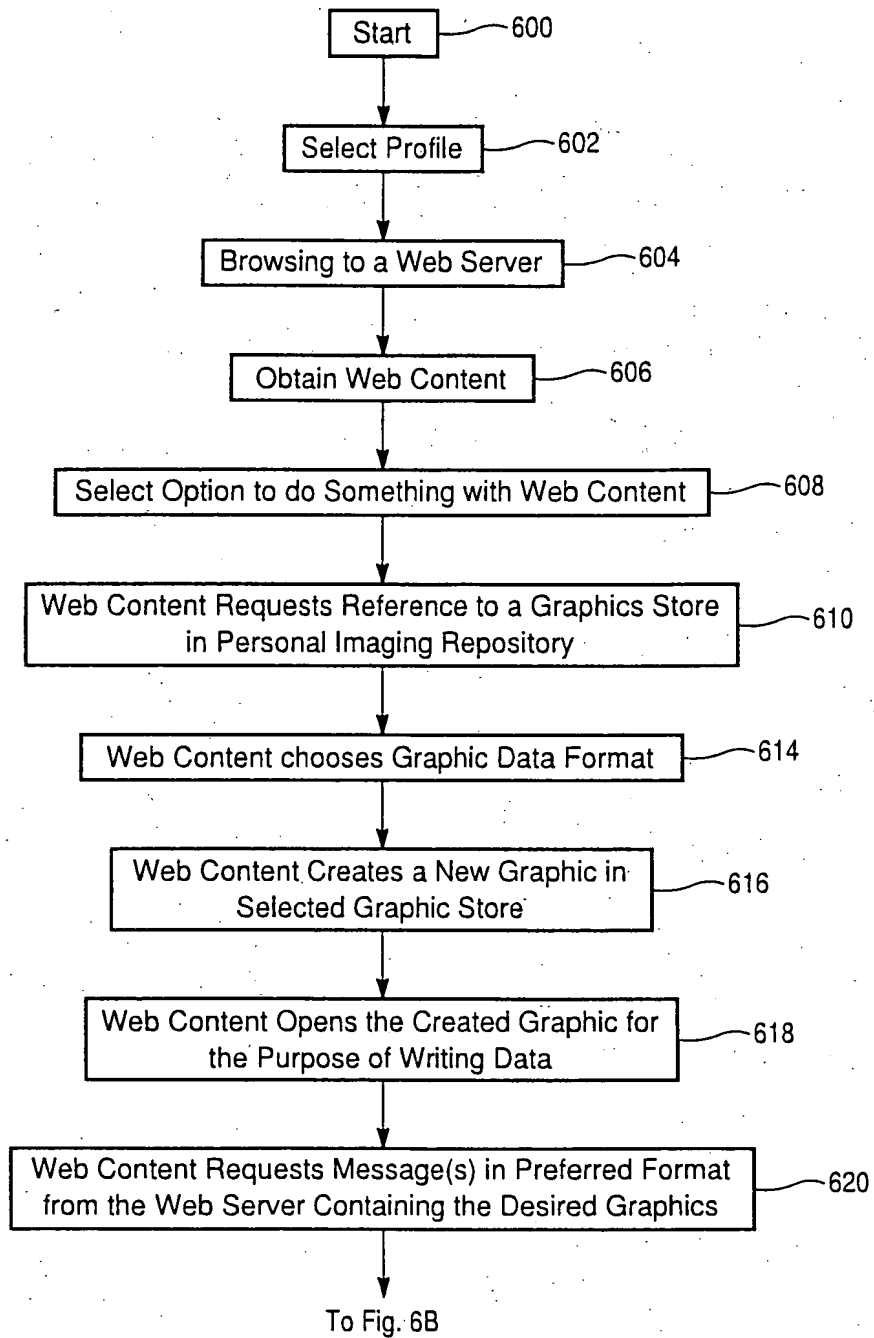 Start
600
Select Profile
602
Browsing to a Web Server
604
Obtain Web Content
606
Select Option to do Something with Web Content
608
Web Content Requests Reference to a Graphics Store
in Personal Imaging Repository
610
Web Content chooses Graphic Data Format
614
Web Content Creates a New Graphic in
Selected Graphic Store
616
Web Content Opens the Created Graphic for
the Purpose of Writing Data
618
Web Content Requests Message(s) in Preferred Format
from the Web Server Containing the Desired Graphics
620
To Fig. 6B